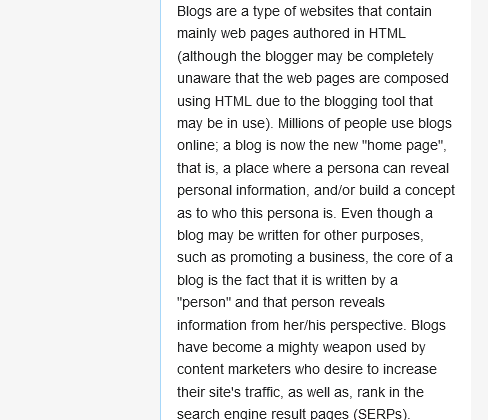 Blogs are a type of websites that contain
mainly web pages authored in HTML
(although the blogger may be completely
unaware that the web pages are composed
using HTML due to the blogging tool that
may be in use). Millions of people use blogs
online; a blog is now the new "home page",
that is, a place where a persona can reveal
personal information, and/or build a concept
as to who this persona is. Even though a
blog may be written for other purposes,
such as promoting a business, the core of a
blog is the fact that it is written by a
"person" and that person reveals
information from her/his perspective. Blogs
have become a mighty weapon used by
content marketers who desire to increase
their site's traffic, as well as, rank in the
search engine result pages (SERPs).